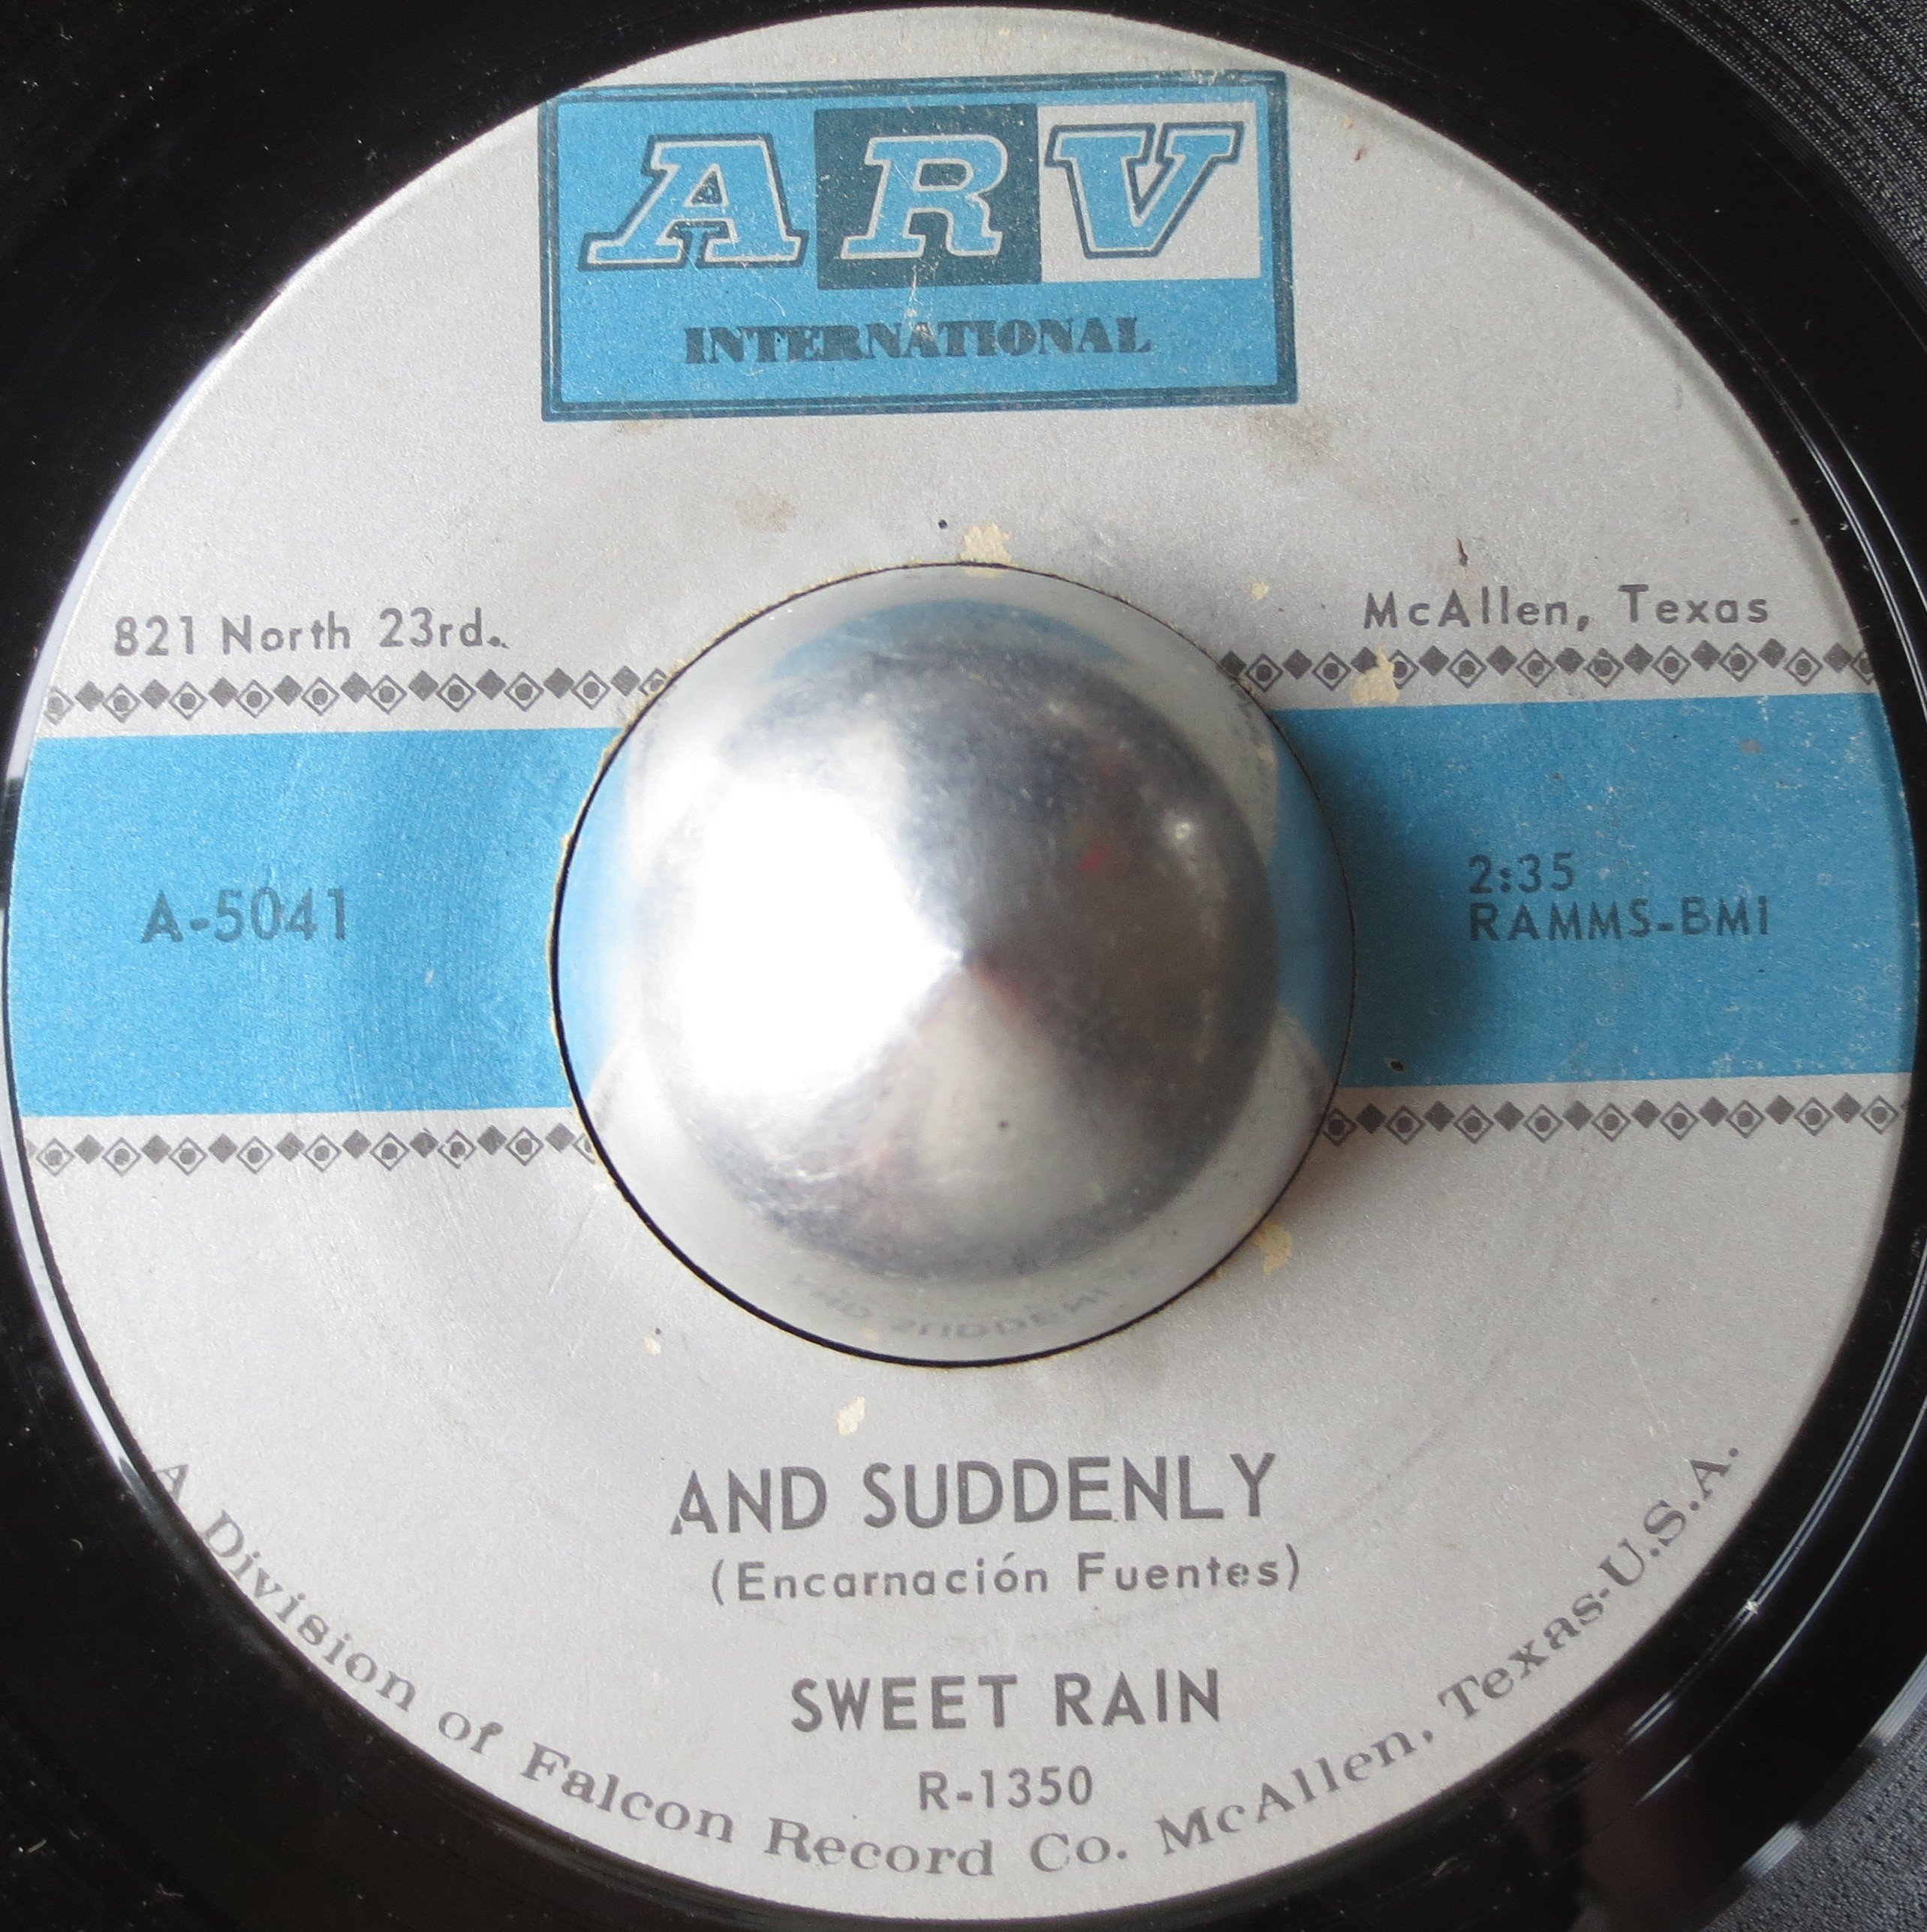 ARV
INTERNATIONAL
821 North 23rd.
McAllen, Texas
A-5041
2:35
RAMMS-BMI
AND SUDDENLY
(Encarnación Fuentes)
SWEET RAIN
R-1350
A Division of Falcon Record Co. McAllen, Texas-U.S.A.